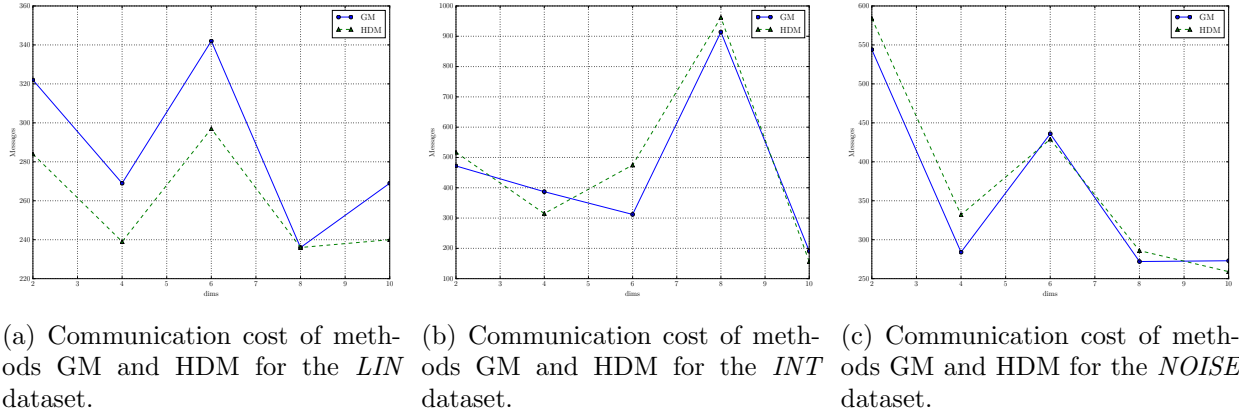 360
340
320
300
280
260
240
220
Messages
2 3 4 5 6 7 8 9 10
dims
GM
HDM
1000
900
800
700
600
500
400
300
200
100
Messages
2 3 4 5 6 7 8 9 10
dims
GM
HDM
600
550
500
450
400
350
300
250
Messages
2 3 4 5 6 7 8 9 10
dims
GM
HDM
(a) Communication cost of meth-
ods GM and HDM for the LIN
dataset.
(b) Communication cost of meth-
ods GM and HDM for the INT
dataset.
(c) Communication cost of meth-
ods GM and HDM for the NOISE
dataset.